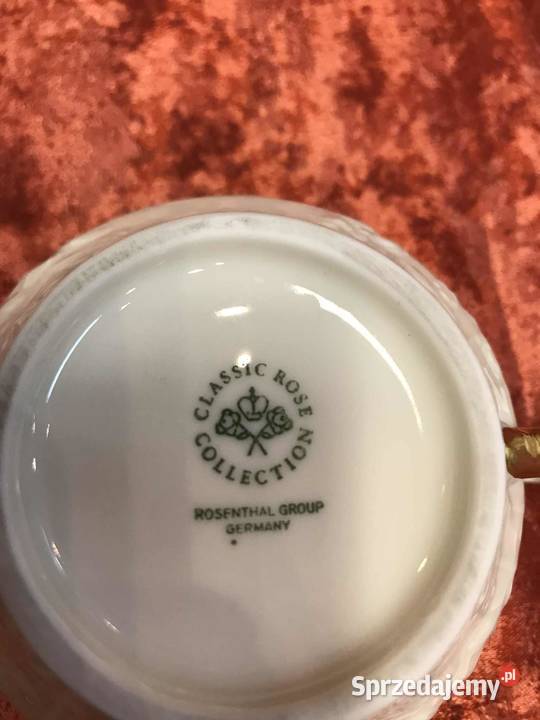 CLASSIC ROSE
COLLECTION
ROSENTHAL GROUP
GERMANY
Sprzedajemy.pl